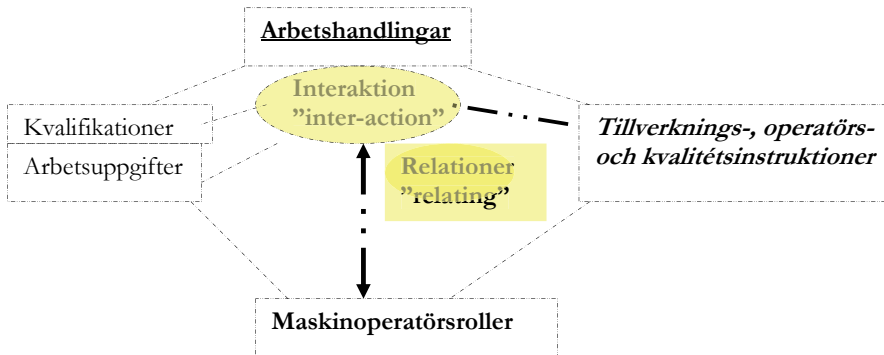 Arbetshandlingar
Interaktion
”inter-action”
Kvalifikationer
Arbetsuppgifter
Tillverknings-, operatörs-
och kvalitétsinstruktioner
Relationer
”relating”
Maskinoperatörsroller